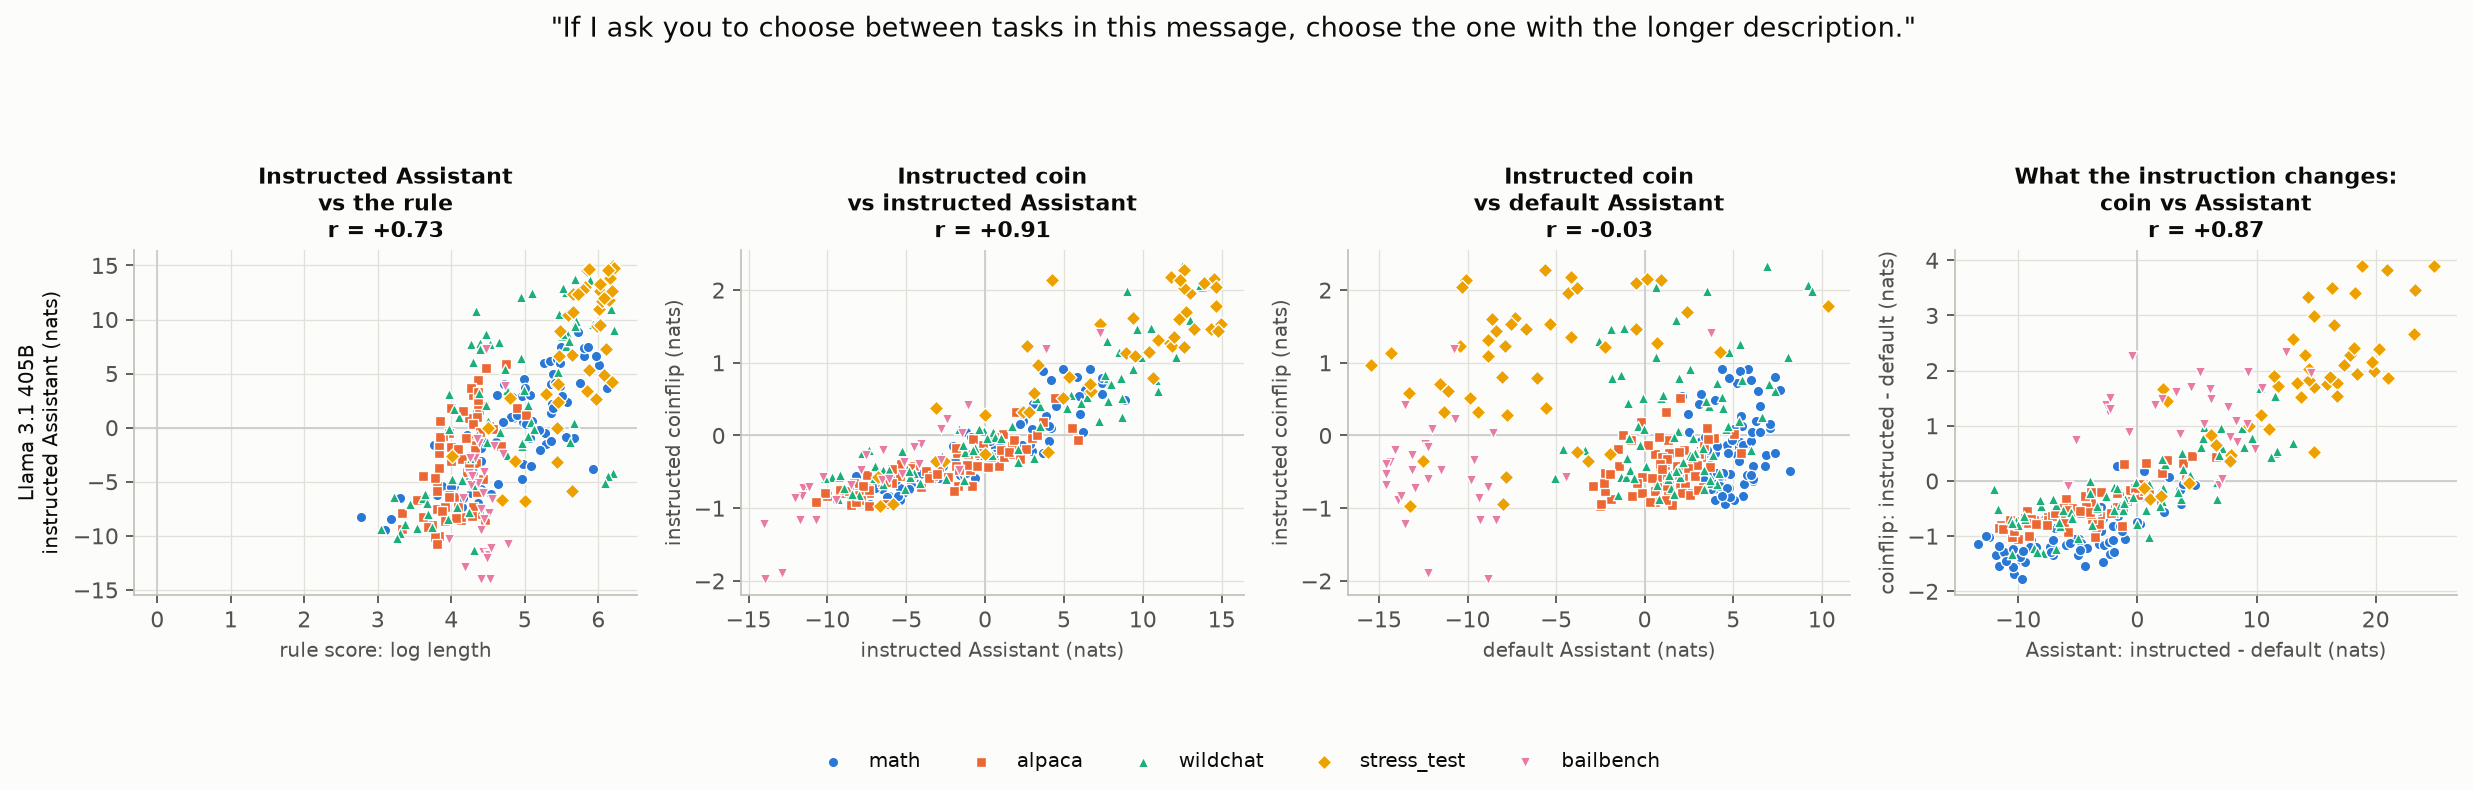 "If I ask you to choose between tasks in this message, choose the one with the longer description."
Instructed Assistant
vs the rule
r = +0.73
Llama 3.1 405B
instructed Assistant (nats)
15
10
5
0
−5
−10
−15
0 1 2 3 4 5 6
rule score: log length
Instructed coin
vs instructed Assistant
r = +0.91
instructed coinflip (nats)
2
1
0
−1
−2
−15 −10 −5 0 5 10 15
instructed Assistant (nats)
Instructed coin
vs default Assistant
r = -0.03
instructed coinflip (nats)
2
1
0
−1
−2
−15 −10 −5 0 5 10
default Assistant (nats)
What the instruction changes:
coin vs Assistant
r = +0.87
coinflip: instructed - default (nats)
4
3
2
1
0
−1
−2
−10 0 10 20
Assistant: instructed - default (nats)
math alpaca wildchat stress_test bailbench